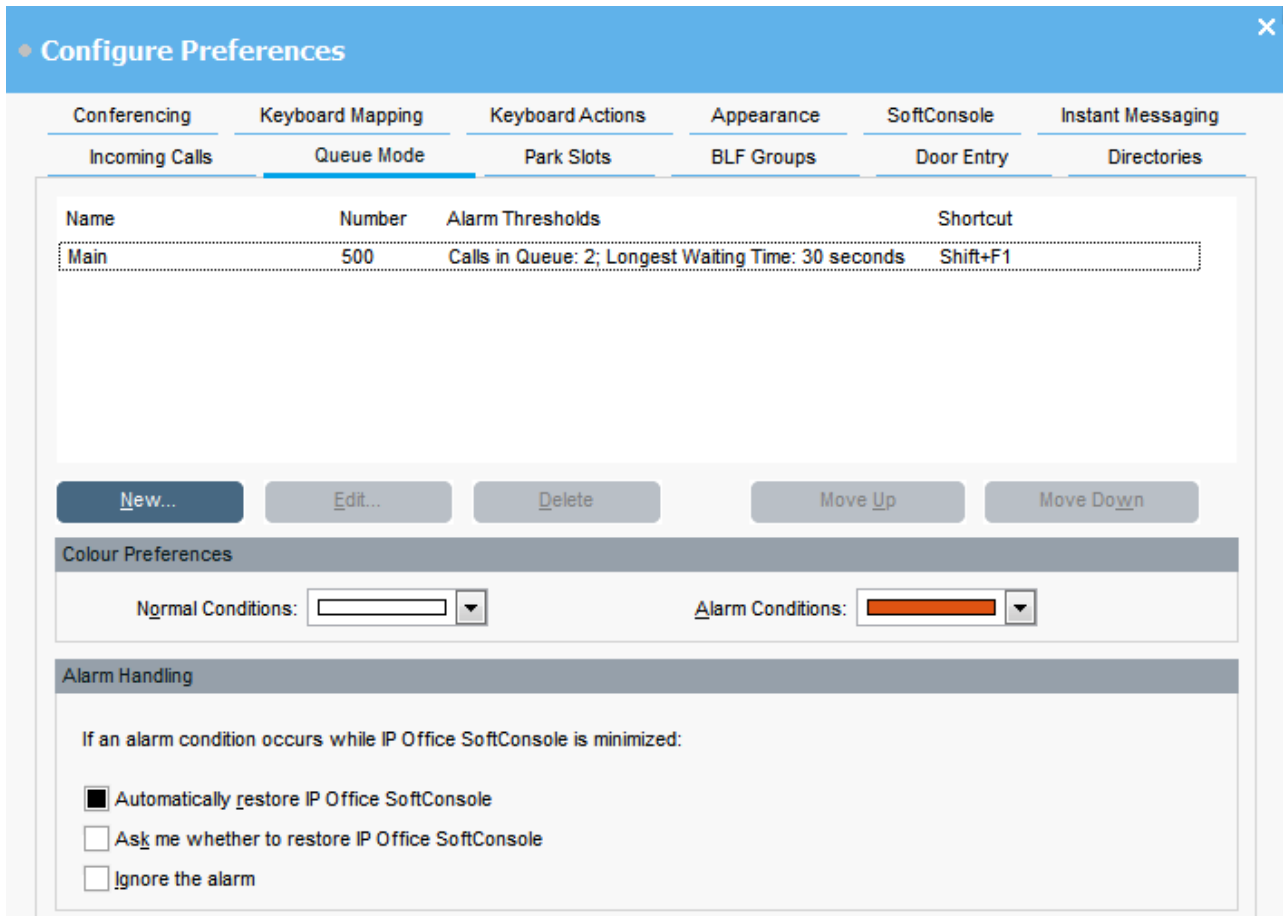 Configure Preferences
Conferencing Keyboard Mapping Keyboard Actions Appearance SoftConsole Instant Messaging
Incoming Calls Queue Mode Park Slots BLF Groups Door Entry Directories
Name Number Alarm Thresholds Shortcut
Main 500 Calls in Queue: 2; Longest Waiting Time: 30 seconds Shift+F1
New... Edit... Delete Move Up Move Down
Colour Preferences
Normal Conditions: Alarm Conditions:
Alarm Handling
If an alarm condition occurs while IP Office SoftConsole is minimized:
Automatically restore IP Office SoftConsole
Ask me whether to restore IP Office SoftConsole
Ignore the alarm